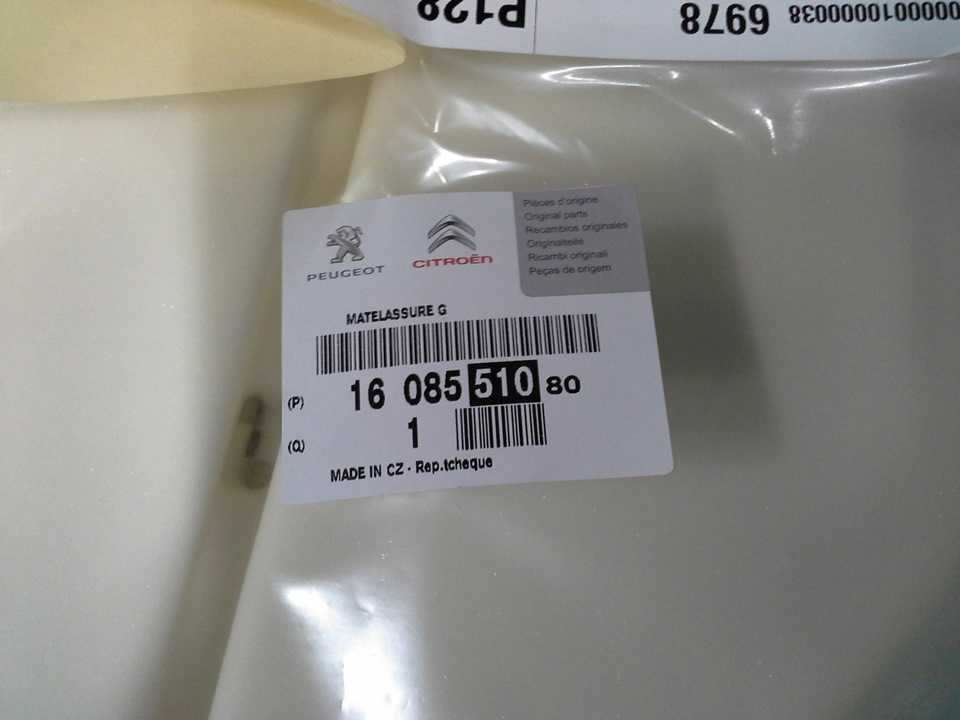 P128
6978
0000010000038
PEUGEOT
CITROËN
Pièces d'origine
Original parts
Recambios originales
Originalteile
Ricambi originali
Peças de origem
MATELASSURE G
(P) 16 085 510 80
(Q) 1
MADE IN CZ - Rep.tcheque